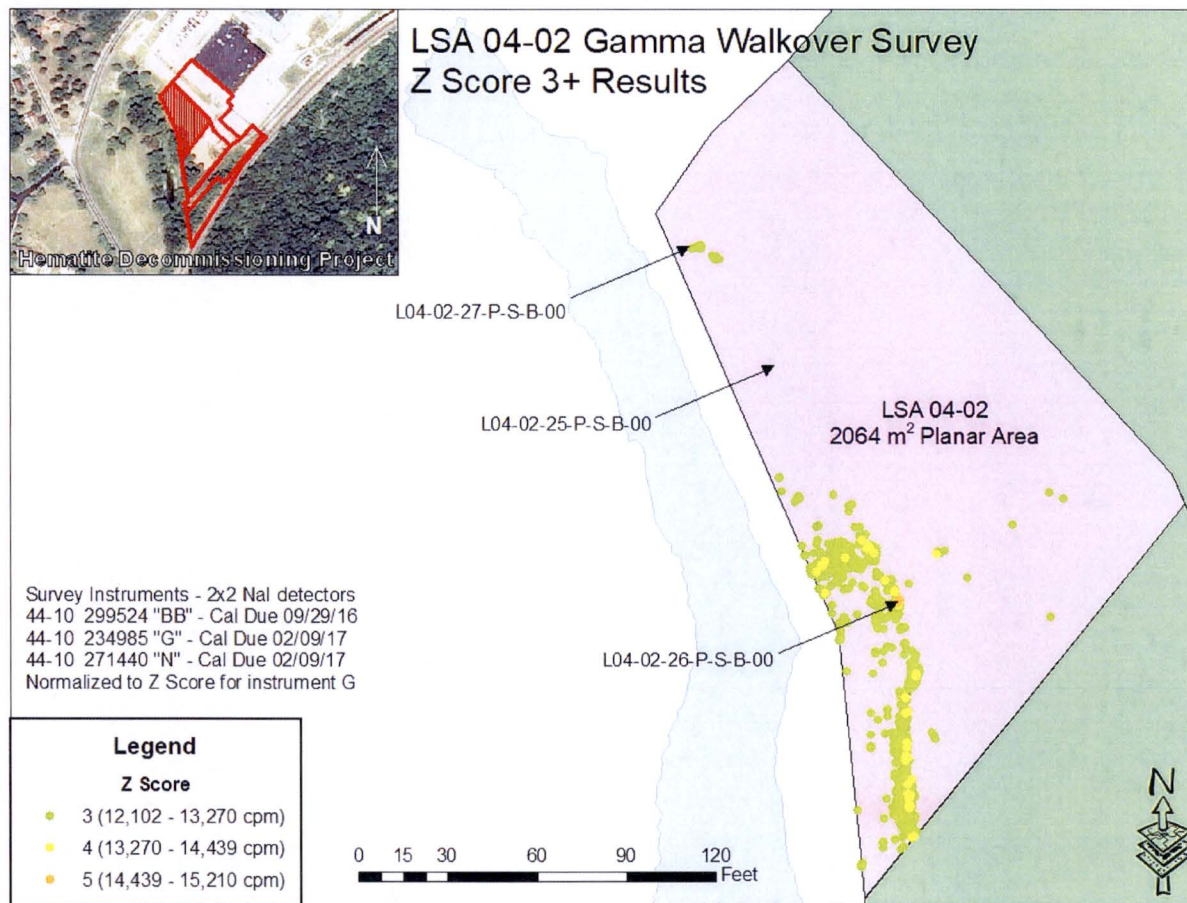 LSA 04-02 Gamma Walkover Survey
Z Score 3+ Results
N
Hematite Decommissioning Project
L04-02-27-P-S-B-00
L04-02-25-P-S-B-00
LSA 04-02
2064 m² Planar Area
L04-02-26-P-S-B-00
Survey Instruments - 2x2 NaI detectors
44-10 299524 "BB" - Cal Due 09/29/16
44-10 234985 "G" - Cal Due 02/09/17
44-10 271440 "N" - Cal Due 02/09/17
Normalized to Z Score for instrument G
Legend
Z Score
3 (12,102 - 13,270 cpm)
4 (13,270 - 14,439 cpm)
5 (14,439 - 15,210 cpm)
0 15 30 60 90 120
Feet
N